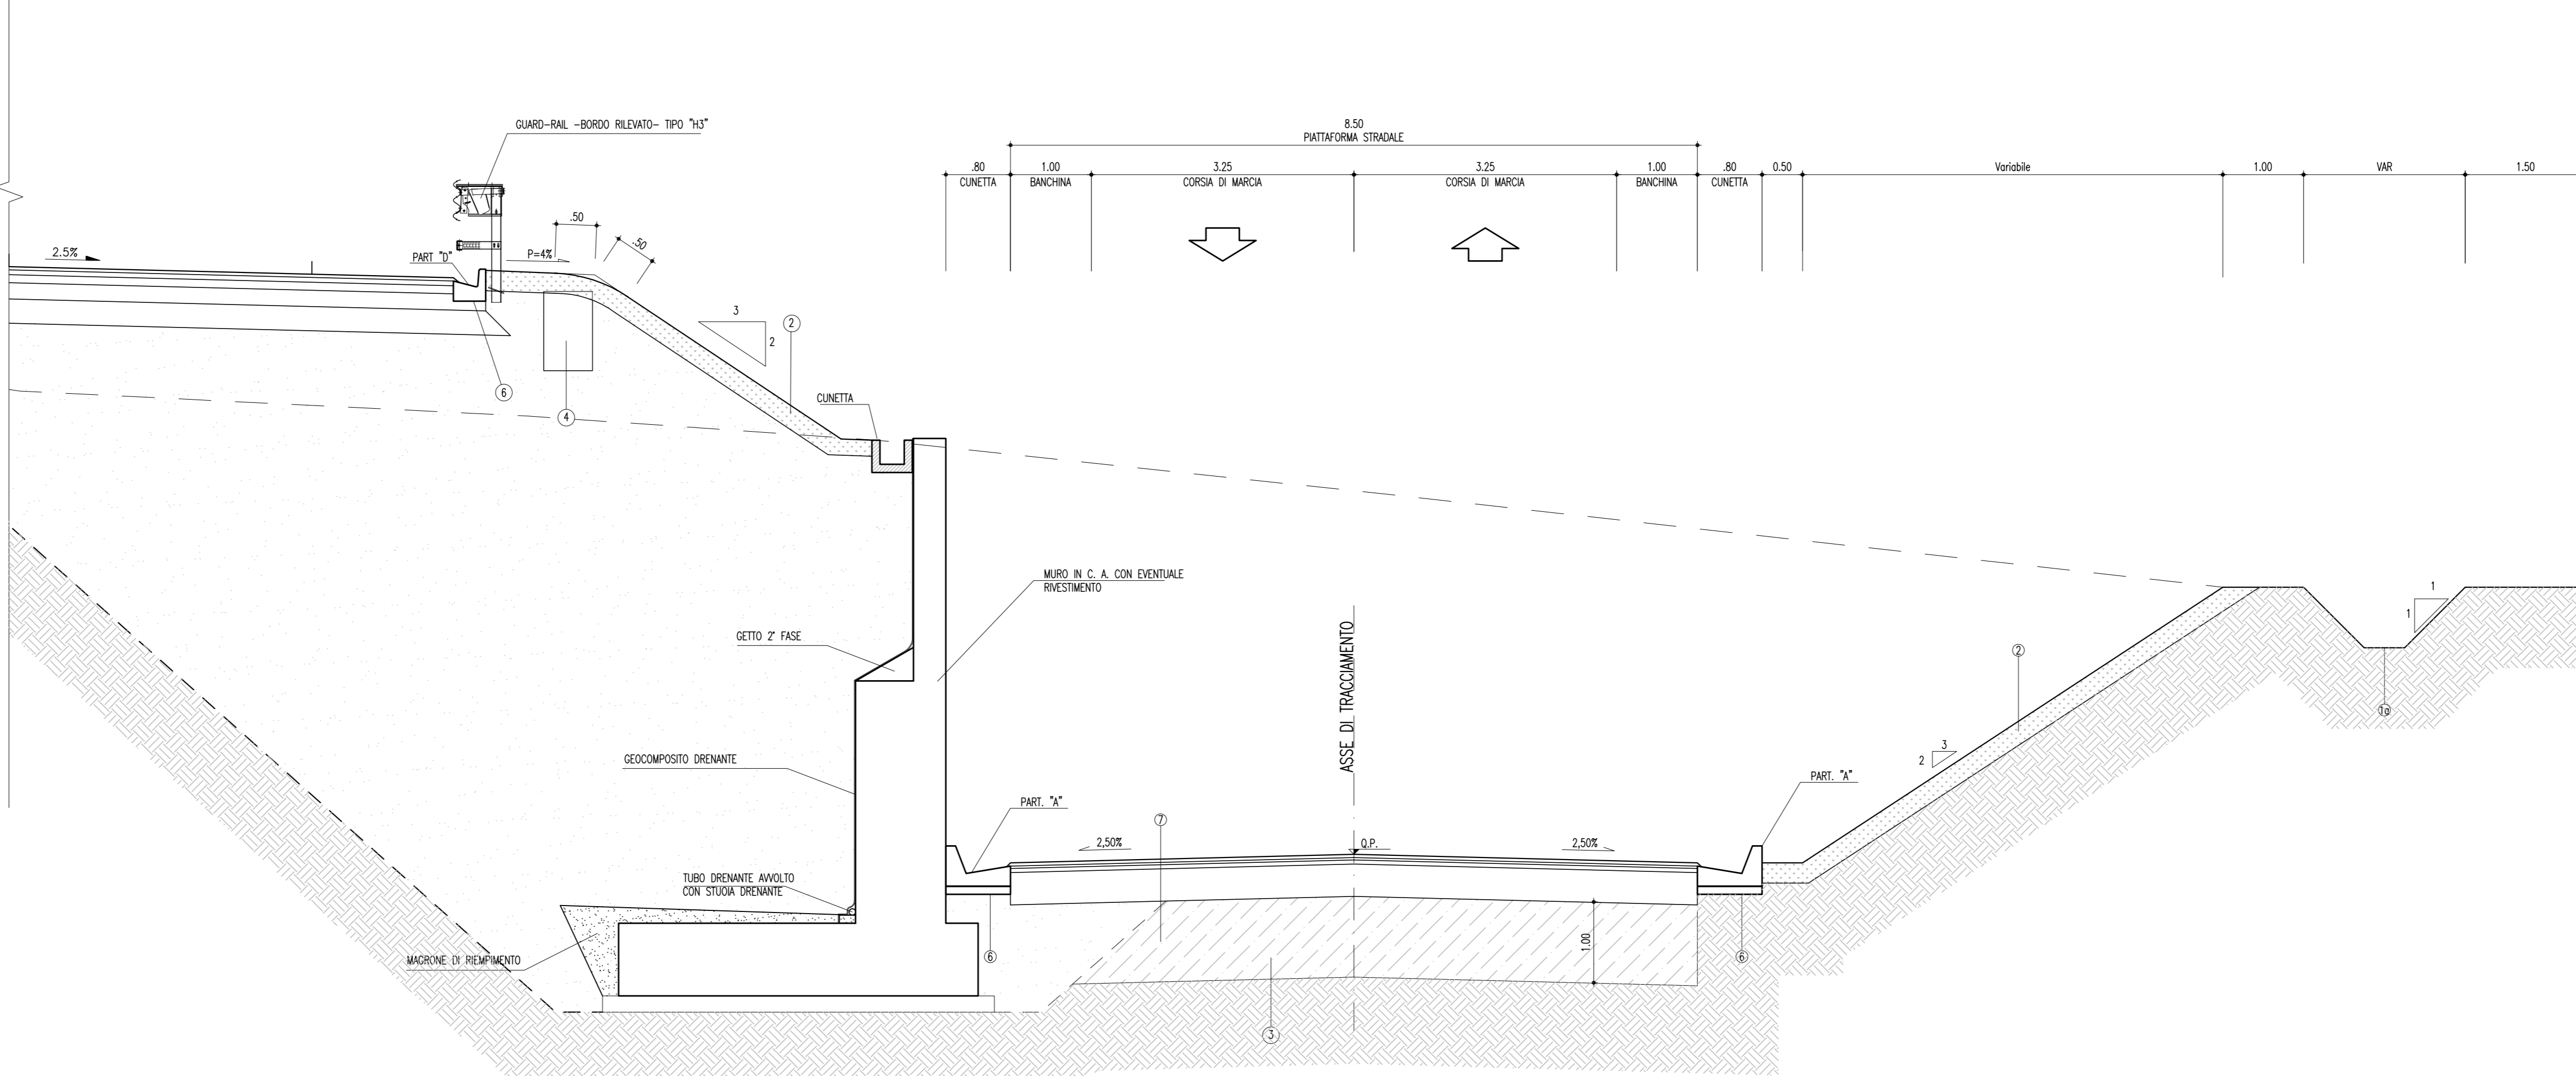 GUARD-RAIL -BORDO RILEVATO- TIPO "H3"
8.50
PIATTAFORMA STRADALE
.80
1.00
3.25
3.25
1.00
.80
0.50
Variabile
1.00
VAR
1.50
CUNETTA
BANCHINA
CORSIA DI MARCIA
CORSIA DI MARCIA
BANCHINA
CUNETTA
.50
.50
2.5%
PART "D"
P=4%
3
2
2
6
4
CUNETTA
MURO IN C. A. CON EVENTUALE
RIVESTIMENTO
GETTO 2° FASE
ASSE DI TRACCIAMENTO
1
1
2
1a
GEOCOMPOSITO DRENANTE
3
2
PART. "A"
PART. "A"
7
2,50%
Q.P.
2,50%
TUBO DRENANTE AVVOLTO
CON STUOIA DRENANTE
MAGRONE DI RIEMPIMENTO
6
1.00
6
3